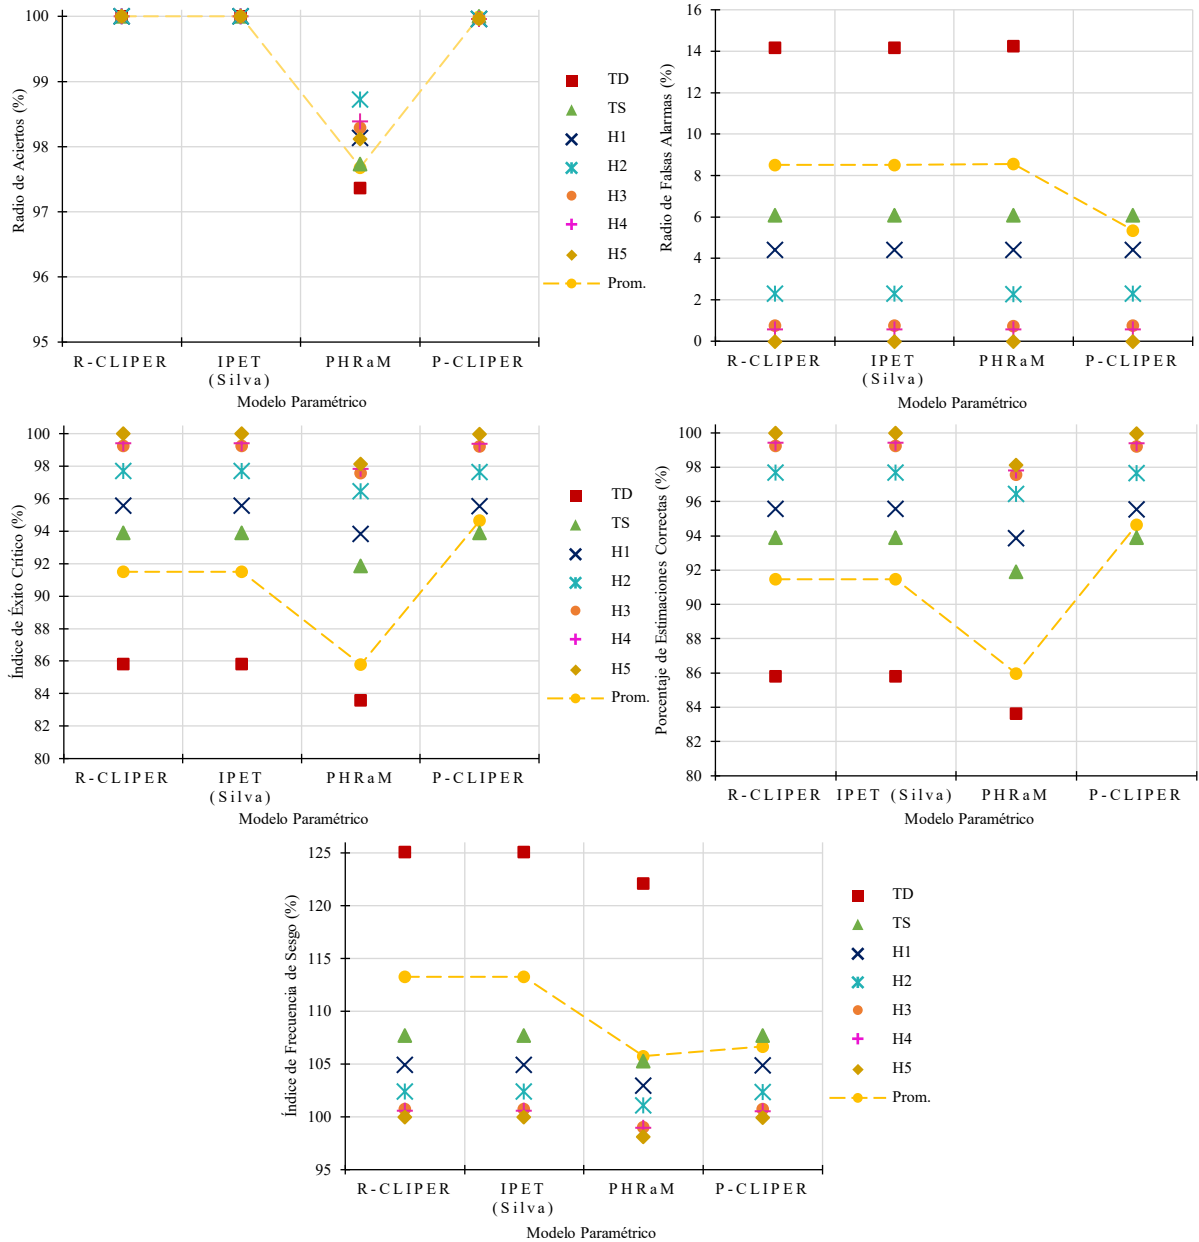 Radio de Aciertos (%)
100
99
98
97
96
95
R-CLIPER
IPET
(Silva)
PHRaM
P-CLIPER
Modelo Paramétrico
TD
TS
H1
H2
H3
H4
H5
Prom.
Radio de Falsas Alarmas (%)
16
14
12
10
8
6
4
2
0
R-CLIPER
IPET
(Silva)
PHRaM
P-CLIPER
Modelo Paramétrico
Índice de Éxito Crítico (%)
100
98
96
94
92
90
88
86
84
82
80
R-CLIPER
IPET
(Silva)
PHRaM
P-CLIPER
Modelo Paramétrico
TD
TS
H1
H2
H3
H4
H5
Prom.
Porcentaje de Estimaciones Correctas (%)
100
98
96
94
92
90
88
86
84
82
80
R-CLIPER
IPET (Silva)
PHRaM
P-CLIPER
Modelo Paramétrico
Índice de Frecuencia de Sesgo (%)
125
120
115
110
105
100
95
R-CLIPER
IPET
(Silva)
PHRaM
P-CLIPER
Modelo Paramétrico
TD
TS
H1
H2
H3
H4
H5
Prom.